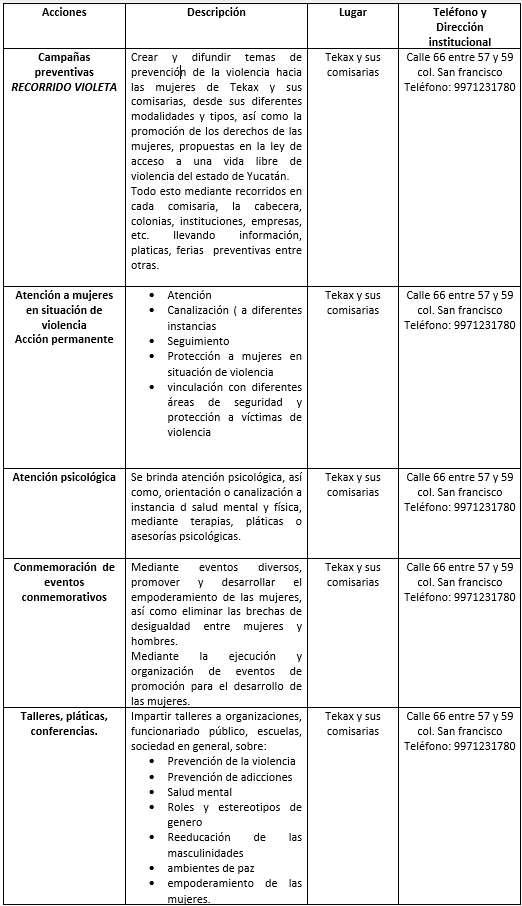 Acciones
Descripción
Lugar
Teléfono y
Dirección
institucional
Campañas
preventivas
RECORRIDO VIOLETA
Crear y difundir temas de
prevención de la violencia hacia
las mujeres de Tekax y sus
comisarias, desde sus diferentes
modalidades y tipos, así como la
promoción de los derechos de las
mujeres, propuestas en la ley de
acceso a una vida libre de
violencia del estado de Yucatán.
Todo esto mediante recorridos en
cada comisaria, la cabecera,
colonias, instituciones, empresas,
etc. llevando información,
platicas, ferias preventivas entre
otras.
Tekax y sus
comisarias
Calle 66 entre 57 y 59
col. San francisco
Teléfono: 9971231780
Atención a mujeres
en situación de
violencia
Acción permanente
• Atención
• Canalización ( a diferentes
instancias
• Seguimiento
• Protección a mujeres en
situación de violencia
• vinculación con diferentes
áreas de seguridad y
protección a víctimas de
violencia
Tekax y sus
comisarias
Calle 66 entre 57 y 59
col. San francisco
Teléfono: 9971231780
Atención psicológica
Se brinda atención psicológica, así
como, orientación o canalización a
instancia d salud mental y física,
mediante terapias, pláticas o
asesorías psicológicas.
Tekax y sus
comisarias
Calle 66 entre 57 y 59
col. San francisco
Teléfono: 9971231780
Conmemoración de
eventos
conmemorativos
Mediante eventos diversos,
promover y desarrollar el
empoderamiento de las mujeres,
así como eliminar las brechas de
desigualdad entre mujeres y
hombres.
Mediante la ejecución y
organización de eventos de
promoción para el desarrollo de
las mujeres.
Tekax y sus
comisarias
Calle 66 entre 57 y 59
col. San francisco
Teléfono: 9971231780
Talleres, pláticas,
conferencias.
Impartir talleres a organizaciones,
funcionariado público, escuelas,
sociedad en general, sobre:
• Prevención de la violencia
• Prevención de adicciones
• Salud mental
• Roles y estereotipos de
genero
• Reeducación de las
masculinidades
• ambientes de paz
• empoderamiento de las
mujeres.
Tekax y sus
comisarias
Calle 66 entre 57 y 59
col. San francisco
Teléfono: 9971231780